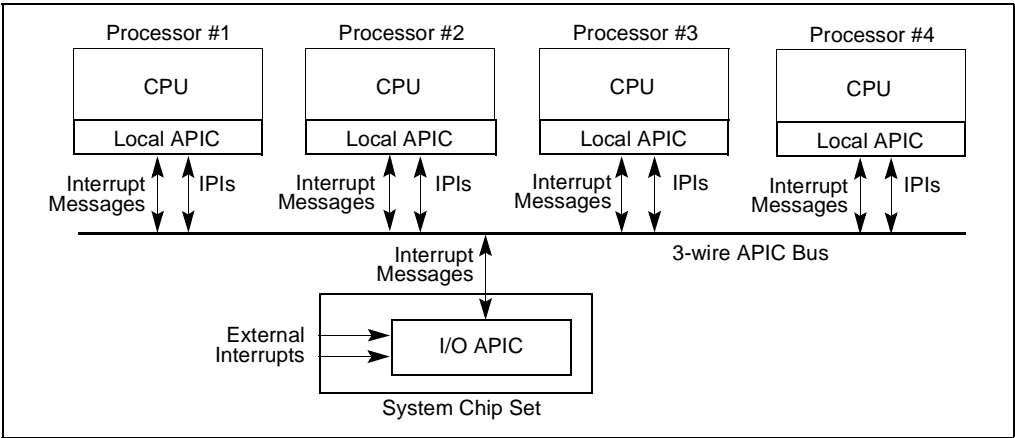 Processor #1
Processor #2
Processor #3
Processor #4
CPU
CPU
CPU
CPU
Local APIC
Local APIC
Local APIC
Local APIC
Interrupt
Messages
IPIs
Interrupt
Messages
IPIs
Interrupt
Messages
IPIs
Interrupt
Messages
IPIs
3-wire APIC Bus
Interrupt
Messages
External
Interrupts
I/O APIC
System Chip Set